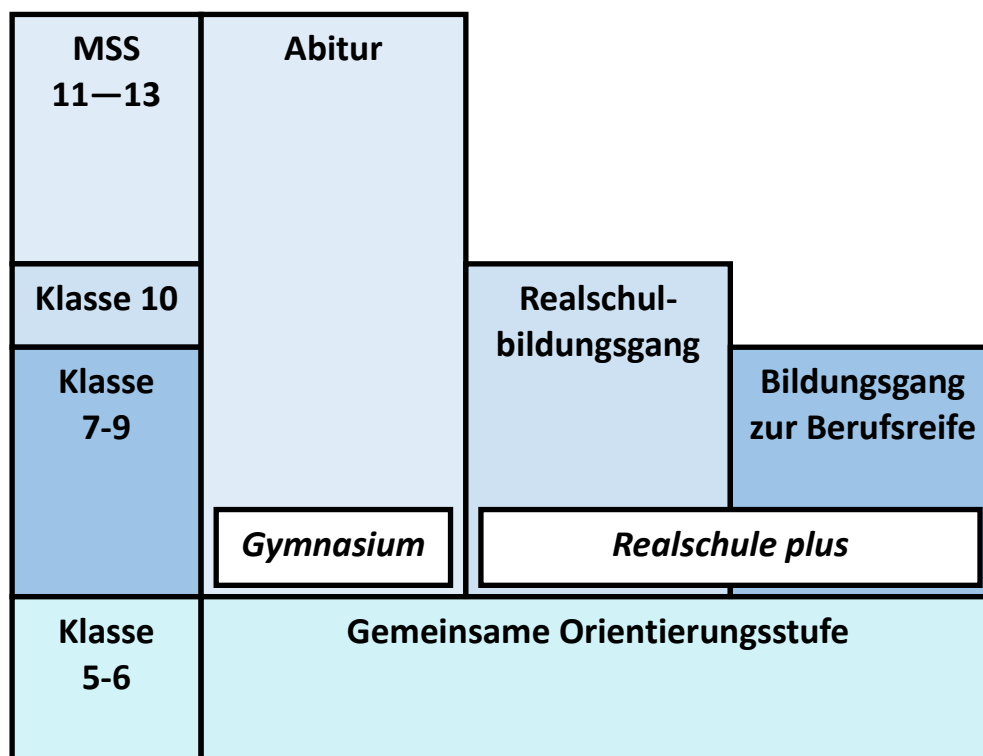 MSS
11—13
Abitur
Klasse 10
Realschul-
bildungsgang
Klasse
7-9
Bildungsgang
zur Berufsreife
Gymnasium
Realschule plus
Klasse
5-6
Gemeinsame Orientierungsstufe